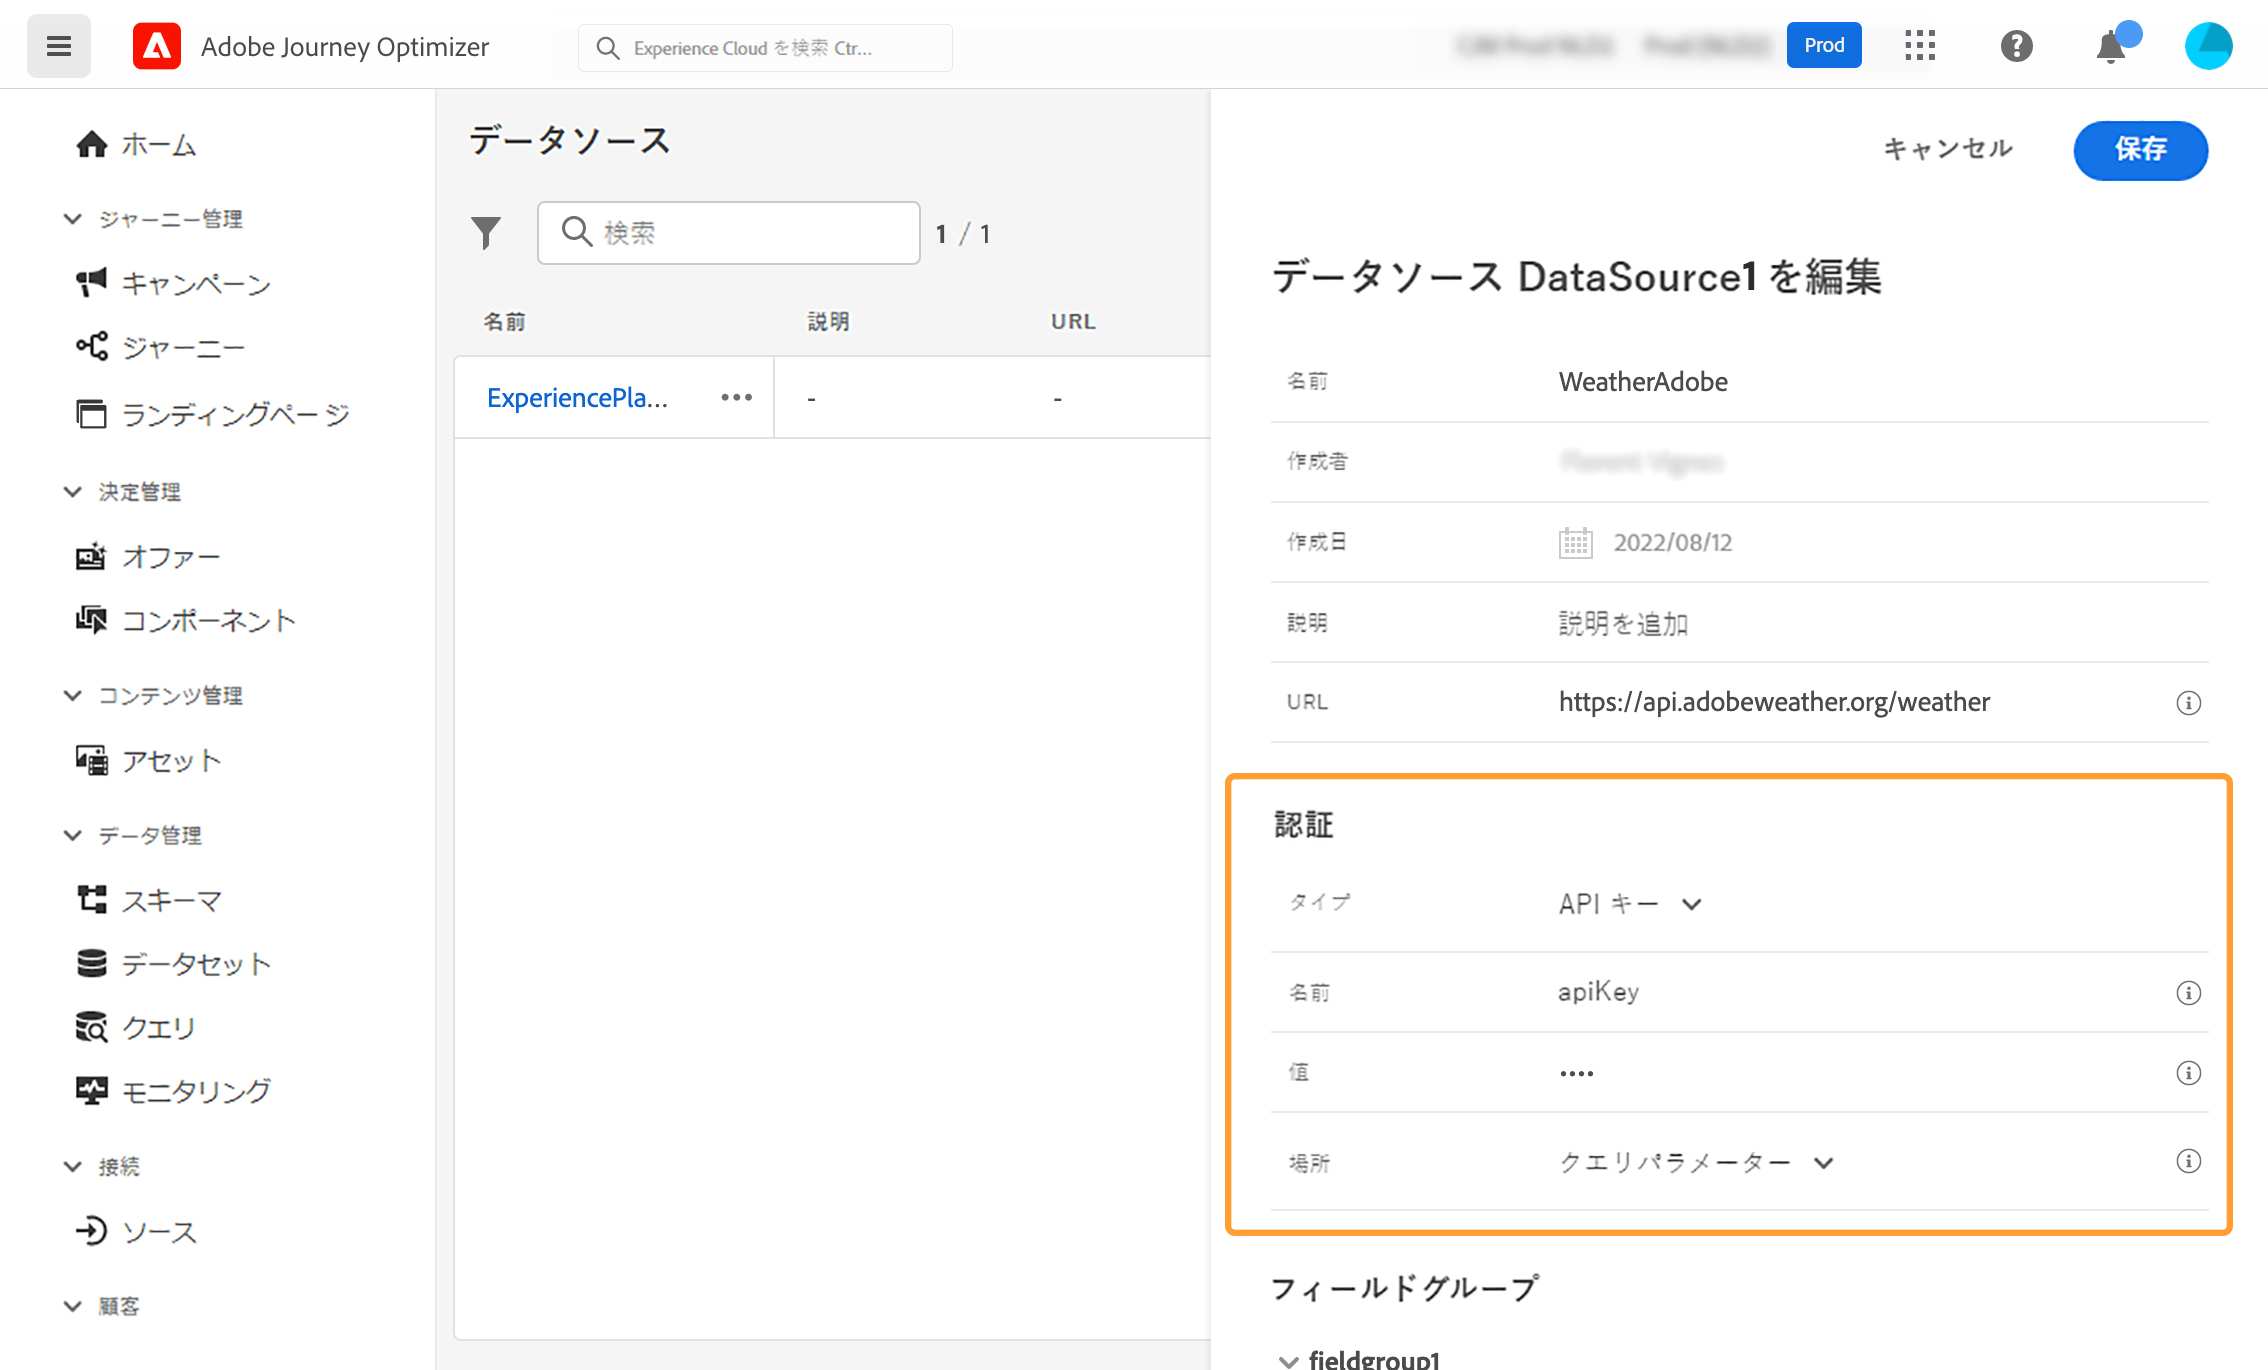 Adobe Journey Optimizer
Experience Cloud を検索 Ctr...
Prod
ホーム
ジャーニー管理
キャンペーン
ジャーニー
ランディングページ
決定管理
オファー
コンポーネント
コンテンツ管理
アセット
データ管理
スキーマ
データセット
クエリ
モニタリング
接続
ソース
顧客
データソース
検索
1 / 1
名前 説明 URL
ExperiencePla... - -
キャンセル
保存
データソース DataSource1 を編集
名前 WeatherAdobe
作成者
作成日 2022/08/12
説明 説明を追加
URL https://api.adobeweather.org/weather
認証
タイプ API キー
名前 apiKey
値 ••••
場所 クエリパラメーター
フィールドグループ
fieldgroup1